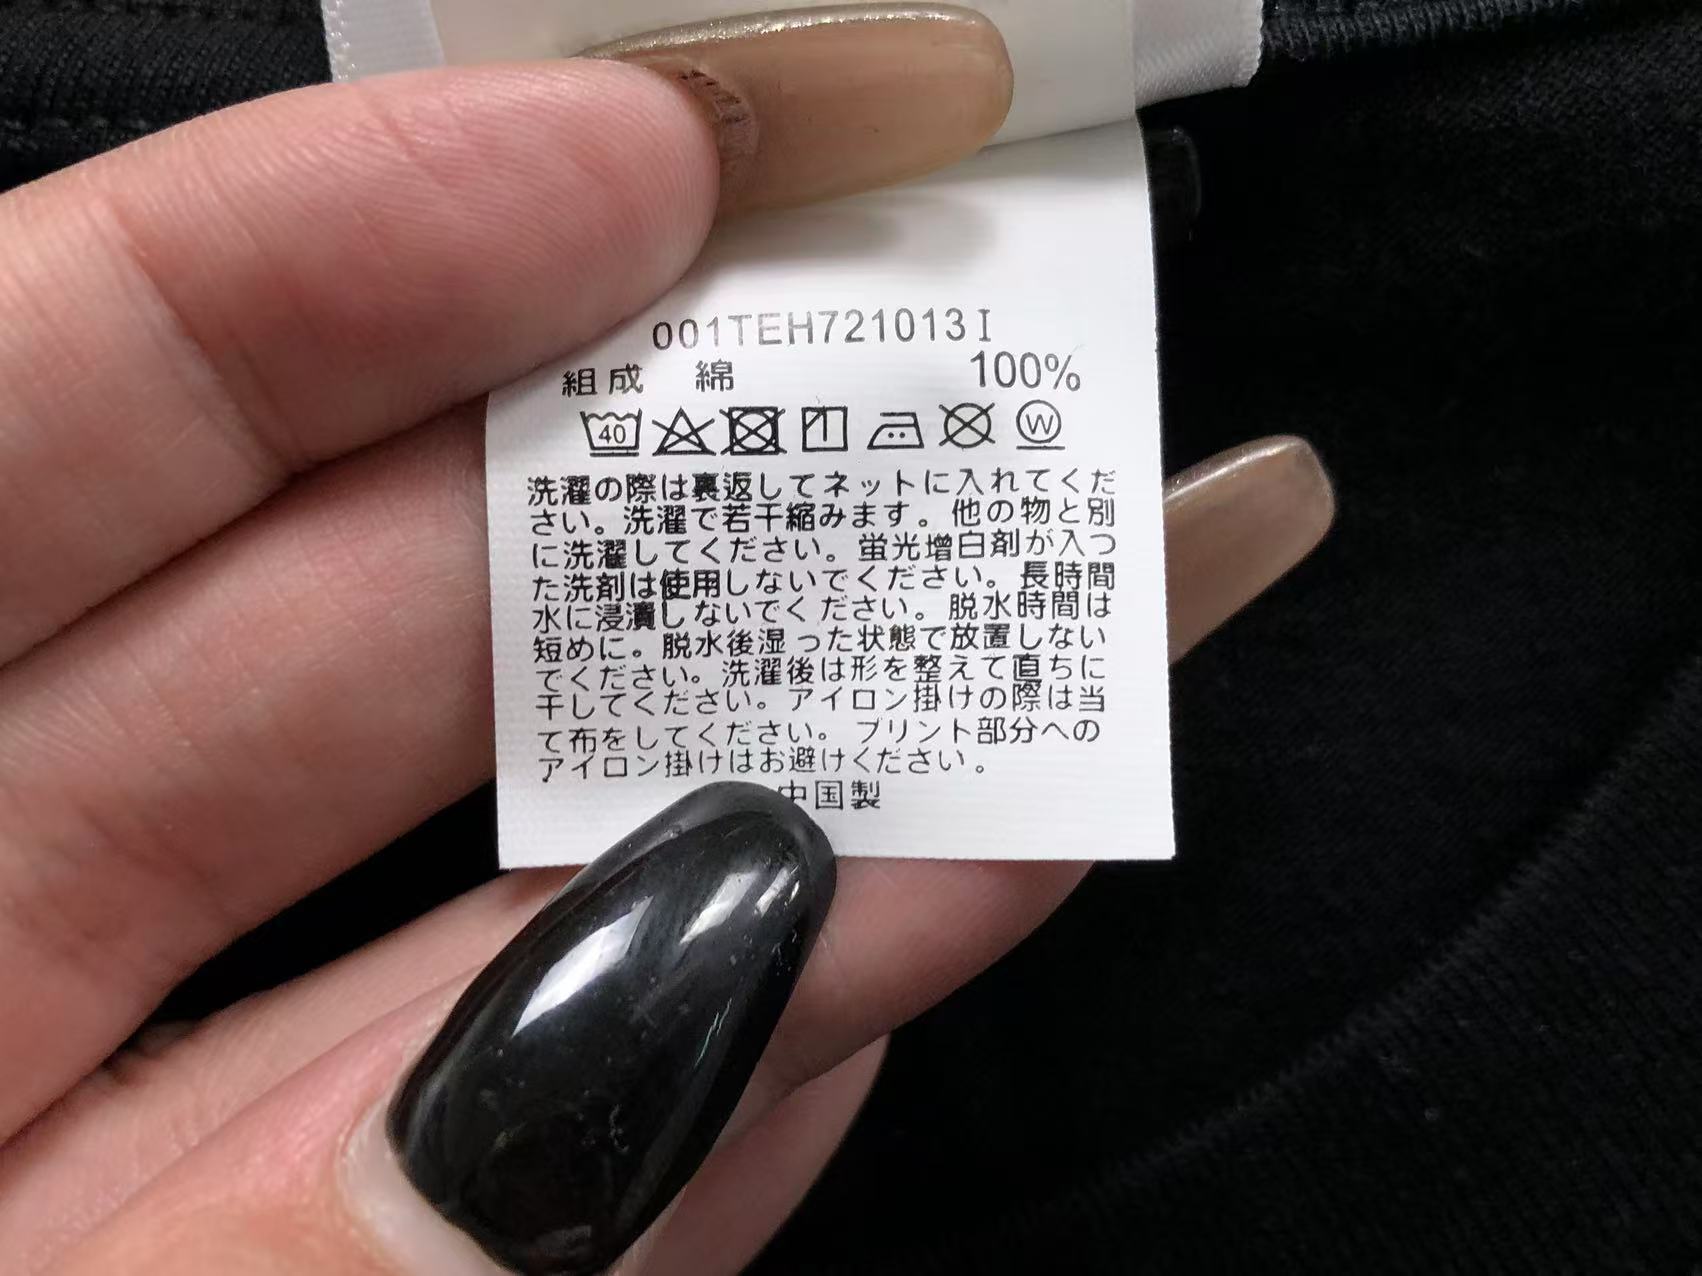 001TEH721013I
組成 綿 100%
40 W
洗濯の際は裏返してネットに入れてくだ
さい。洗濯で若干縮みます。他の物と別
に洗濯してください。蛍光増白剤が入っ
た洗剤は使用しないでください。長時間
水に浸漬しないでください。脱水時間は
短めに。脱水後湿った状態で放置しない
でください。洗濯後は形を整えて直ちに
干してください。アイロン掛けの際は当
て布をしてください。プリント部分への
アイロン掛けはお避けください。
中国製